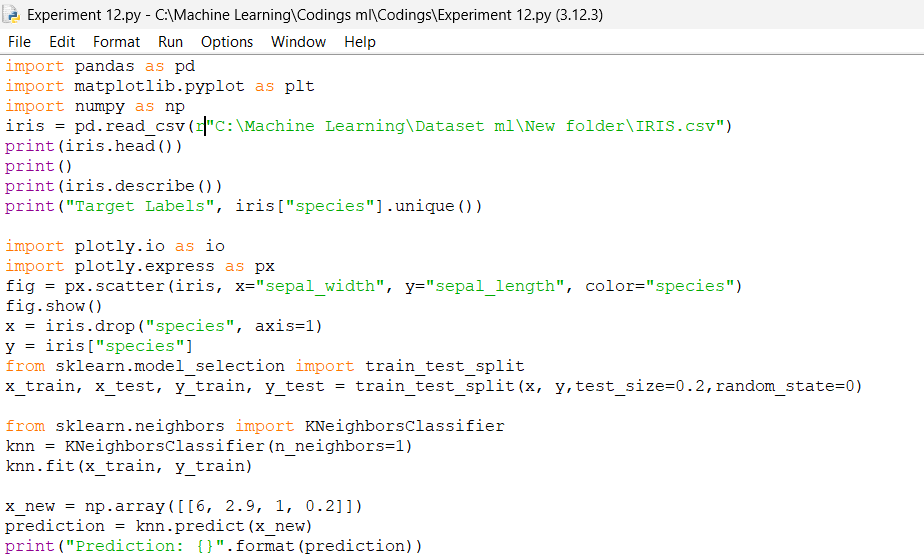 Experiment 12.py - C:\Machine Learning\Codings ml\Codings\Experiment 12.py (3.12.3)
File Edit Format Run Options Window Help
import pandas as pd
import matplotlib.pyplot as plt
import numpy as np
iris = pd.read_csv(r"C:\Machine Learning\Dataset ml\New folder\IRIS.csv")
print(iris.head())
print()
print(iris.describe())
print("Target Labels", iris["species"].unique())

import plotly.io as io
import plotly.express as px
fig = px.scatter(iris, x="sepal_width", y="sepal_length", color="species")
fig.show()
x = iris.drop("species", axis=1)
y = iris["species"]
from sklearn.model_selection import train_test_split
x_train, x_test, y_train, y_test = train_test_split(x, y,test_size=0.2,random_state=0)

from sklearn.neighbors import KNeighborsClassifier
knn = KNeighborsClassifier(n_neighbors=1)
knn.fit(x_train, y_train)

x_new = np.array([[6, 2.9, 1, 0.2]])
prediction = knn.predict(x_new)
print("Prediction: {}".format(prediction))